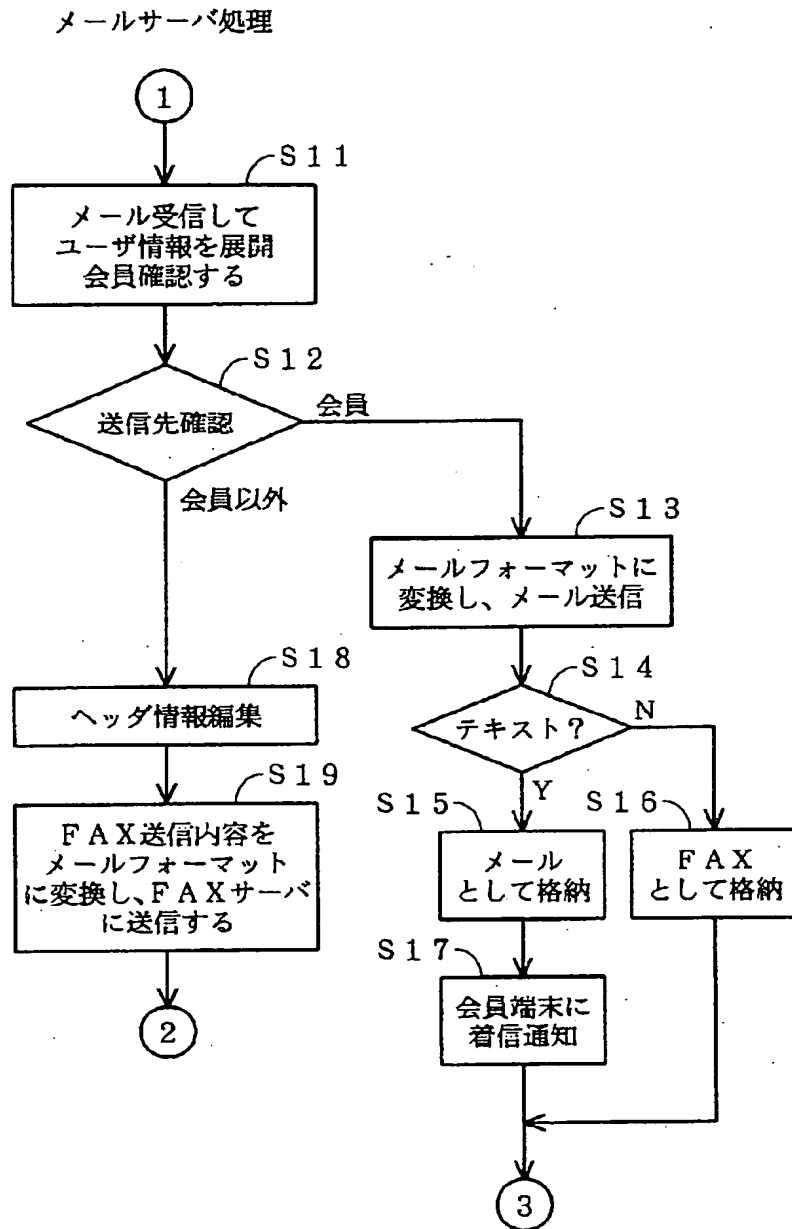 メールサーバ処理
1
S11
メール受信して
ユーザ情報を展開
会員確認する
S12
送信先確認
会員
会員以外
S13
メールフォーマットに
変換し、メール送信
S14
テキスト?
N
Y
S15
メール
として格納
S16
FAX
として格納
S17
会員端末に
着信通知
S18
ヘッダ情報編集
S19
FAX送信内容を
メールフォーマット
に変換し、FAXサーバ
に送信する
2
3